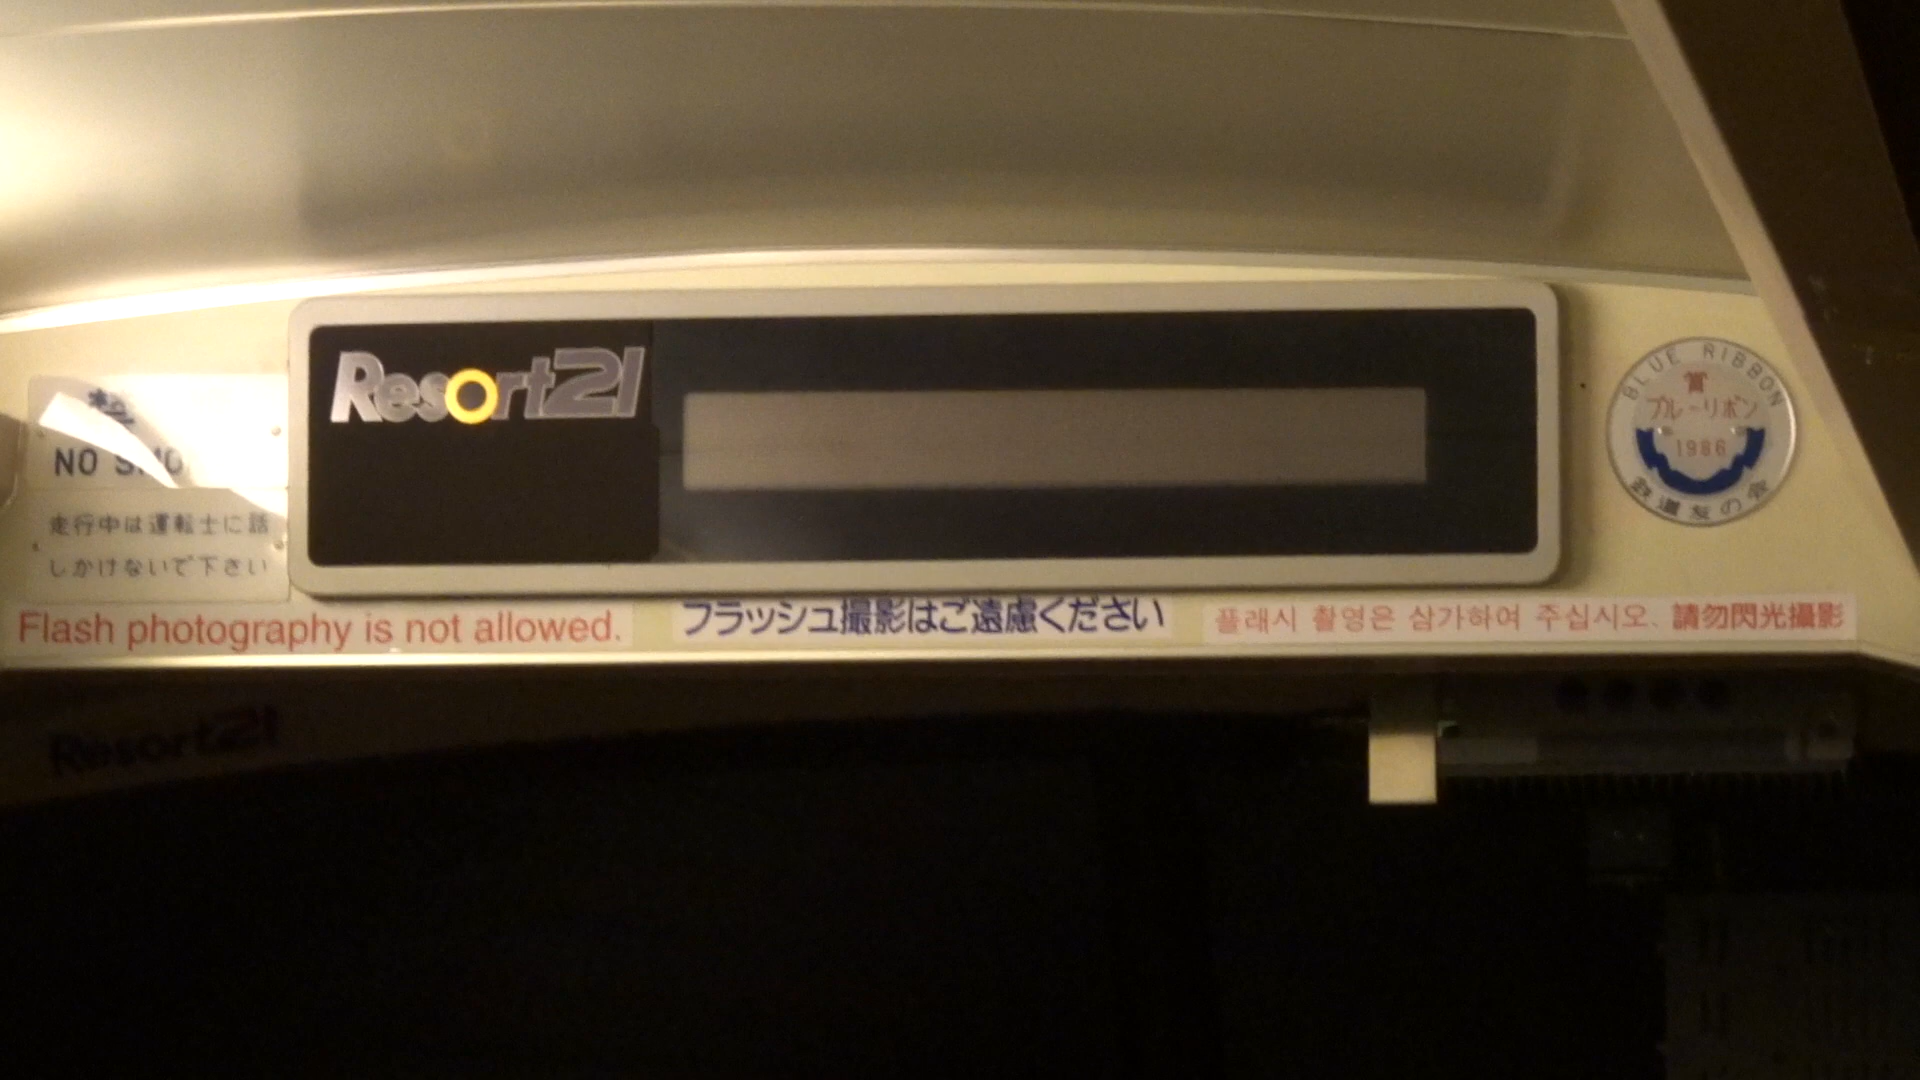 Resort21
NO SMO
走行中は運転士に話
しかけないで下さい
BLUE RIBBON
賞
ブルーリボン
1986
鉄道友の会
Flash photography is not allowed.
フラッシュ撮影はご遠慮ください
플래시 촬영은 삼가하여 주십시오. 請勿閃光攝影
Resort21